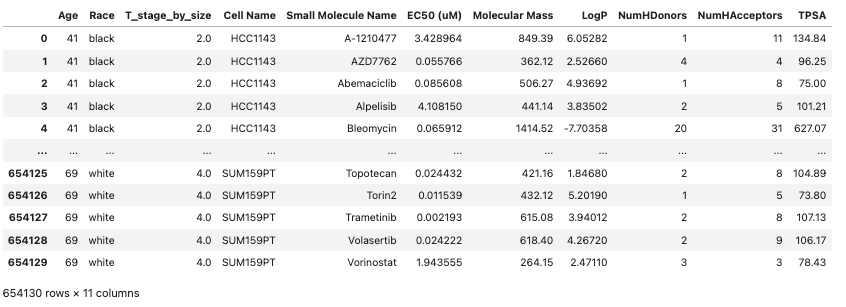 Age Race T_stage_by_size Cell Name Small Molecule Name EC50 (uM) Molecular Mass LogP NumHDonors NumHAcceptors TPSA
0 41 black 2.0 HCC1143 A-1210477 3.428964 849.39 6.05282 1 11 134.84
1 41 black 2.0 HCC1143 AZD7762 0.055766 362.12 2.52660 4 4 96.25
2 41 black 2.0 HCC1143 Abemaciclib 0.085608 506.27 4.93692 1 8 75.00
3 41 black 2.0 HCC1143 Alpelisib 4.108150 441.14 3.83502 2 5 101.21
4 41 black 2.0 HCC1143 Bleomycin 0.065912 1414.52 -7.70358 20 31 627.07
... ... ... ... ... ... ... ... ... ... ... ...
654125 69 white 4.0 SUM159PT Topotecan 0.024432 421.16 1.84680 2 8 104.89
654126 69 white 4.0 SUM159PT Torin2 0.011539 432.12 5.20190 1 5 73.80
654127 69 white 4.0 SUM159PT Trametinib 0.002193 615.08 3.94012 2 8 107.13
654128 69 white 4.0 SUM159PT Volasertib 0.024222 618.40 4.26720 2 9 106.17
654129 69 white 4.0 SUM159PT Vorinostat 1.943555 264.15 2.47110 3 3 78.43
654130 rows × 11 columns